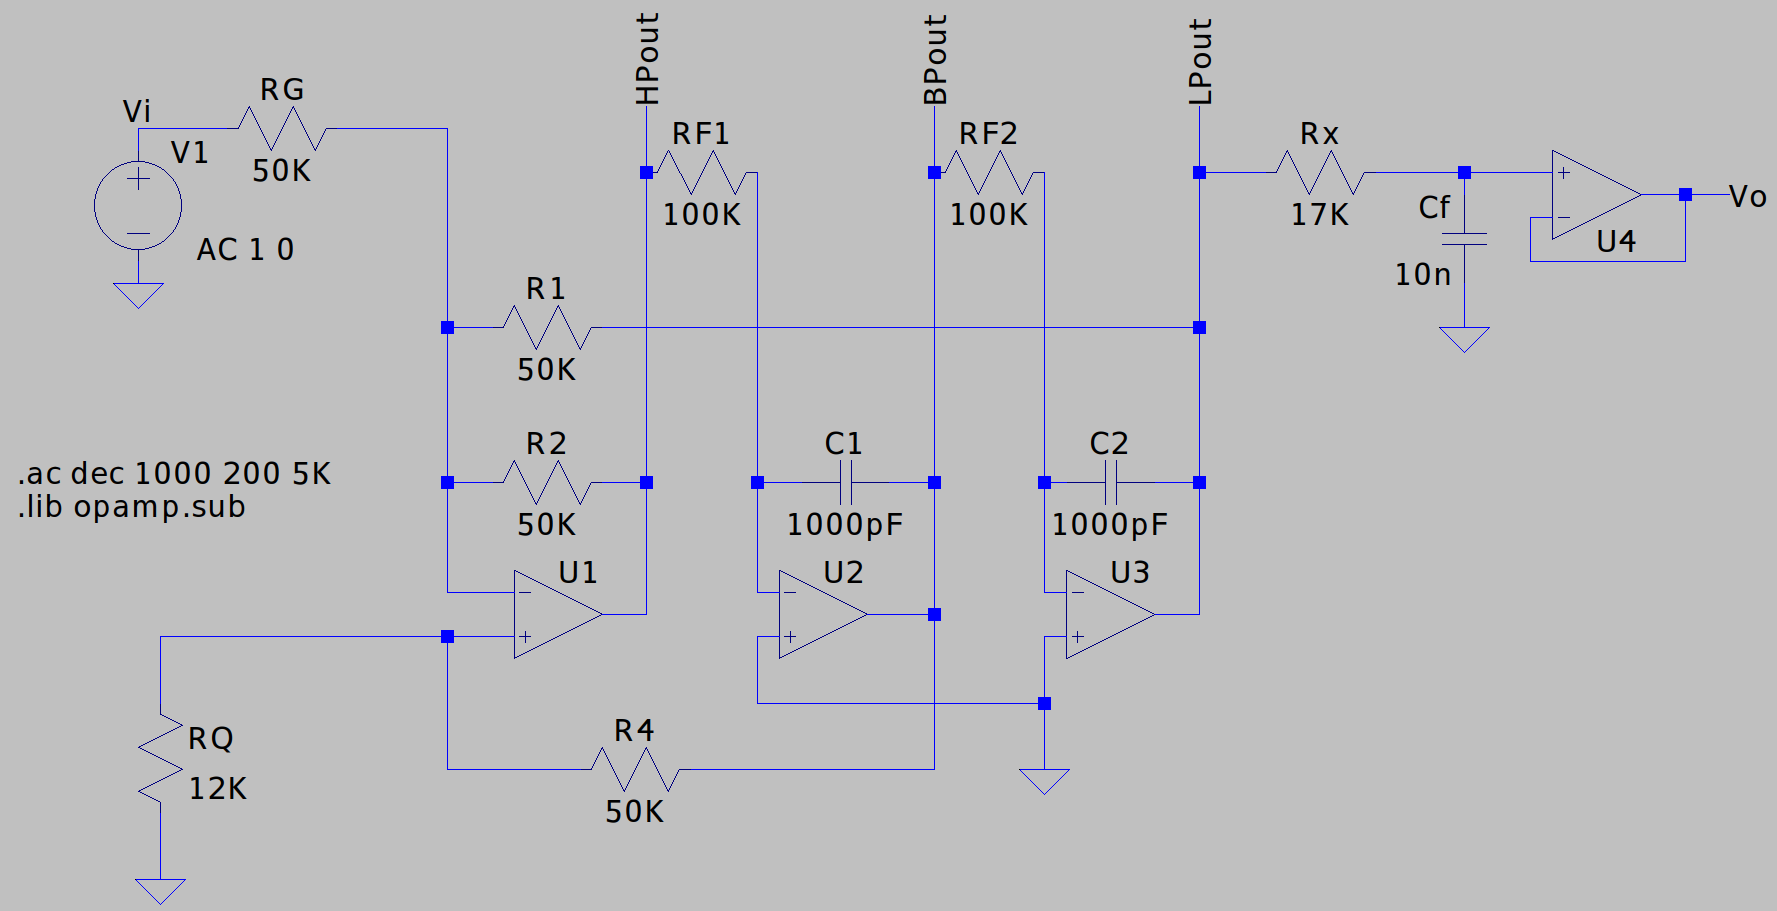 HPout
BPout
LPout
RG
Vi
V1
50K
AC 1 0
RF1
100K
RF2
100K
Rx
17K
Cf
10n
+
−
U4
Vo
R1
50K
R2
50K
C1
1000pF
C2
1000pF
.ac dec 1000 200 5K
.lib opamp.sub
U1
−
+
U2
−
+
U3
−
+
RQ
12K
R4
50K